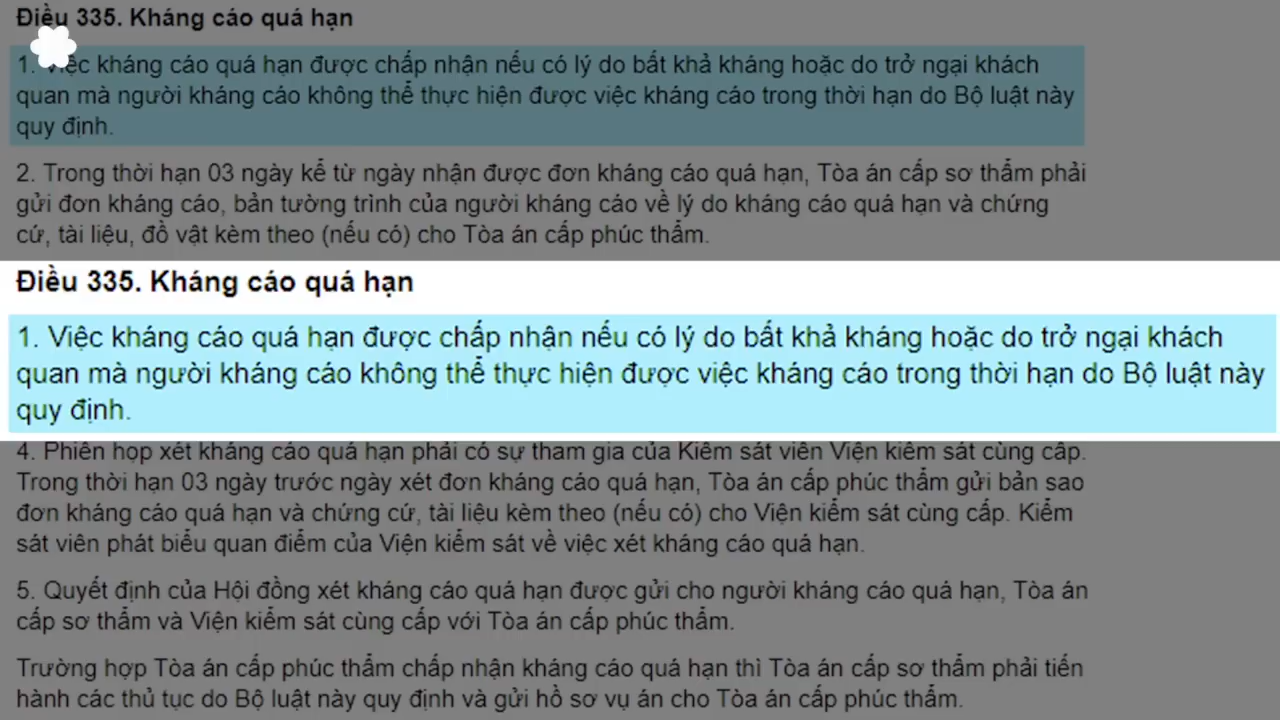 Điều 335. Kháng cáo quá hạn
1. Việc kháng cáo quá hạn được chấp nhận nếu có lý do bất khả kháng hoặc do trở ngại khách
quan mà người kháng cáo không thể thực hiện được việc kháng cáo trong thời hạn do Bộ luật này
quy định.
2. Trong thời hạn 03 ngày kể từ ngày nhận được đơn kháng cáo quá hạn, Tòa án cấp sơ thẩm phải
gửi đơn kháng cáo, bản tường trình của người kháng cáo về lý do kháng cáo quá hạn và chứng
cứ, tài liệu, đồ vật kèm theo (nếu có) cho Tòa án cấp phúc thẩm.
Điều 335. Kháng cáo quá hạn
1. Việc kháng cáo quá hạn được chấp nhận nếu có lý do bất khả kháng hoặc do trở ngại khách
quan mà người kháng cáo không thể thực hiện được việc kháng cáo trong thời hạn do Bộ luật này
quy định.
4. Phiên họp xét kháng cáo quá hạn phải có sự tham gia của Kiểm sát viên Viện kiểm sát cùng cấp.
Trong thời hạn 03 ngày trước ngày xét đơn kháng cáo quá hạn, Tòa án cấp phúc thẩm gửi bản sao
đơn kháng cáo quá hạn và chứng cứ, tài liệu kèm theo (nếu có) cho Viện kiểm sát cùng cấp. Kiểm
sát viên phát biểu quan điểm của Viện kiểm sát về việc xét kháng cáo quá hạn.
5. Quyết định của Hội đồng xét kháng cáo quá hạn được gửi cho người kháng cáo quá hạn, Tòa án
cấp sơ thẩm và Viện kiểm sát cùng cấp với Tòa án cấp phúc thẩm.
Trường hợp Tòa án cấp phúc thẩm chấp nhận kháng cáo quá hạn thì Tòa án cấp sơ thẩm phải tiến
hành các thủ tục do Bộ luật này quy định và gửi hồ sơ vụ án cho Tòa án cấp phúc thẩm.